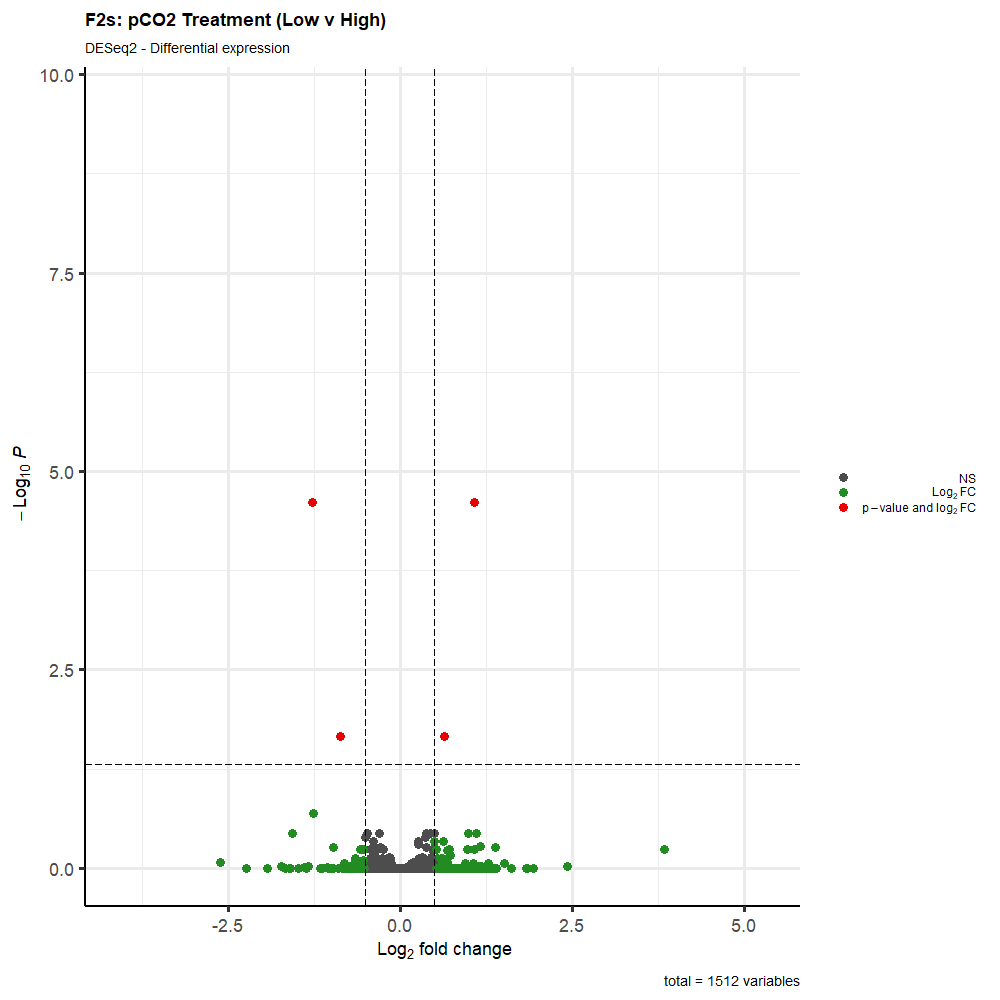 F2s: pCO2 Treatment (Low v High)
DESeq2 - Differential expression
10.0
7.5
5.0
2.5
0.0
− Log₁₀ P
-2.5
0.0
2.5
5.0
Log₂ fold change
NS
Log₂ FC
p − value and log₂ FC
total = 1512 variables